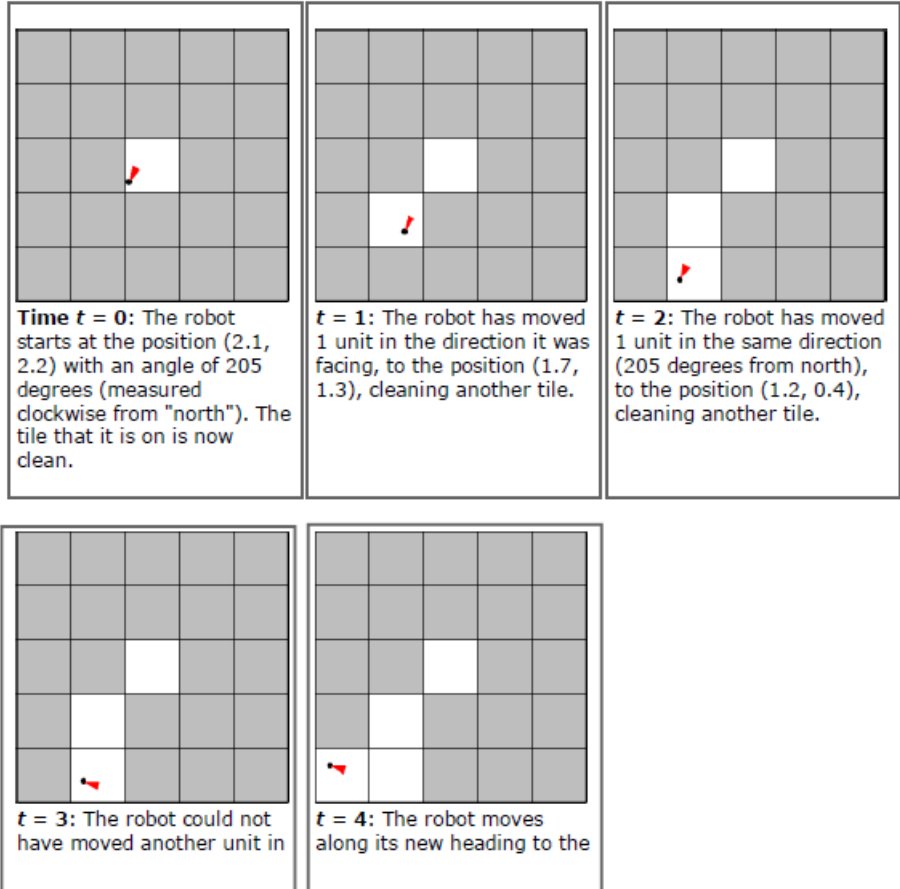 Time t = 0: The robot
starts at the position (2.1,
2.2) with an angle of 205
degrees (measured
clockwise from "north"). The
tile that it is on is now
clean.
t = 1: The robot has moved
1 unit in the direction it was
facing, to the position (1.7,
1.3), cleaning another tile.
t = 2: The robot has moved
1 unit in the same direction
(205 degrees from north),
to the position (1.2, 0.4),
cleaning another tile.
t = 3: The robot could not
have moved another unit in
t = 4: The robot moves
along its new heading to the